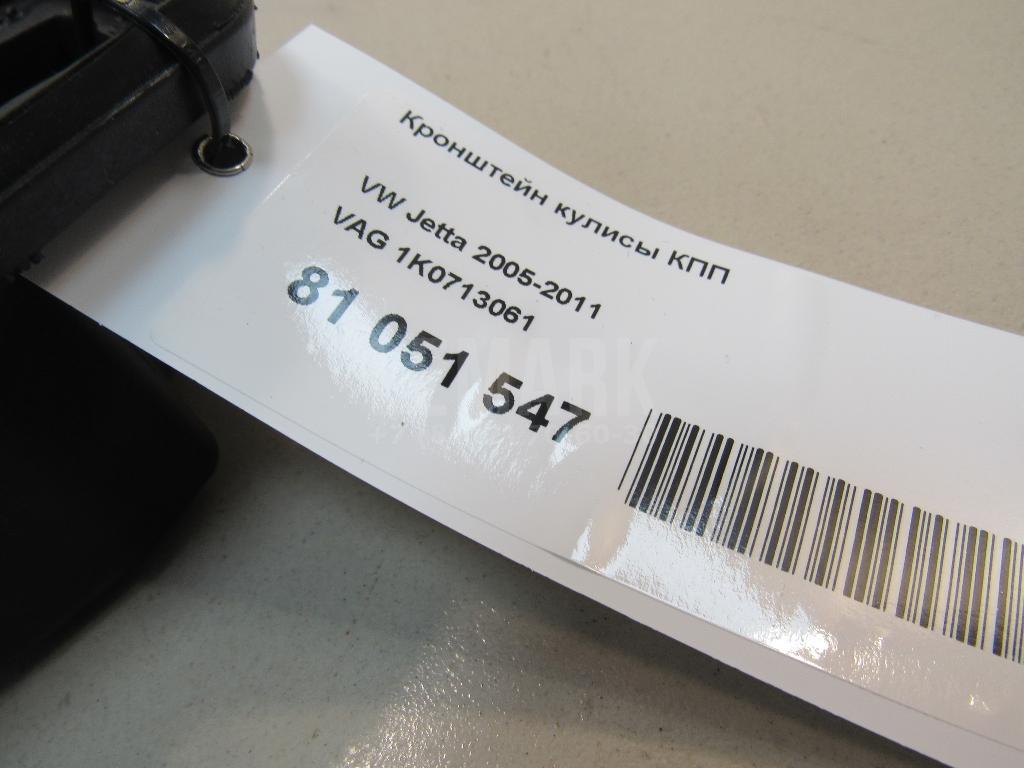 Кронштейн кулисы КПП
VW Jetta 2005-2011
VAG 1K0713061
81 051 547